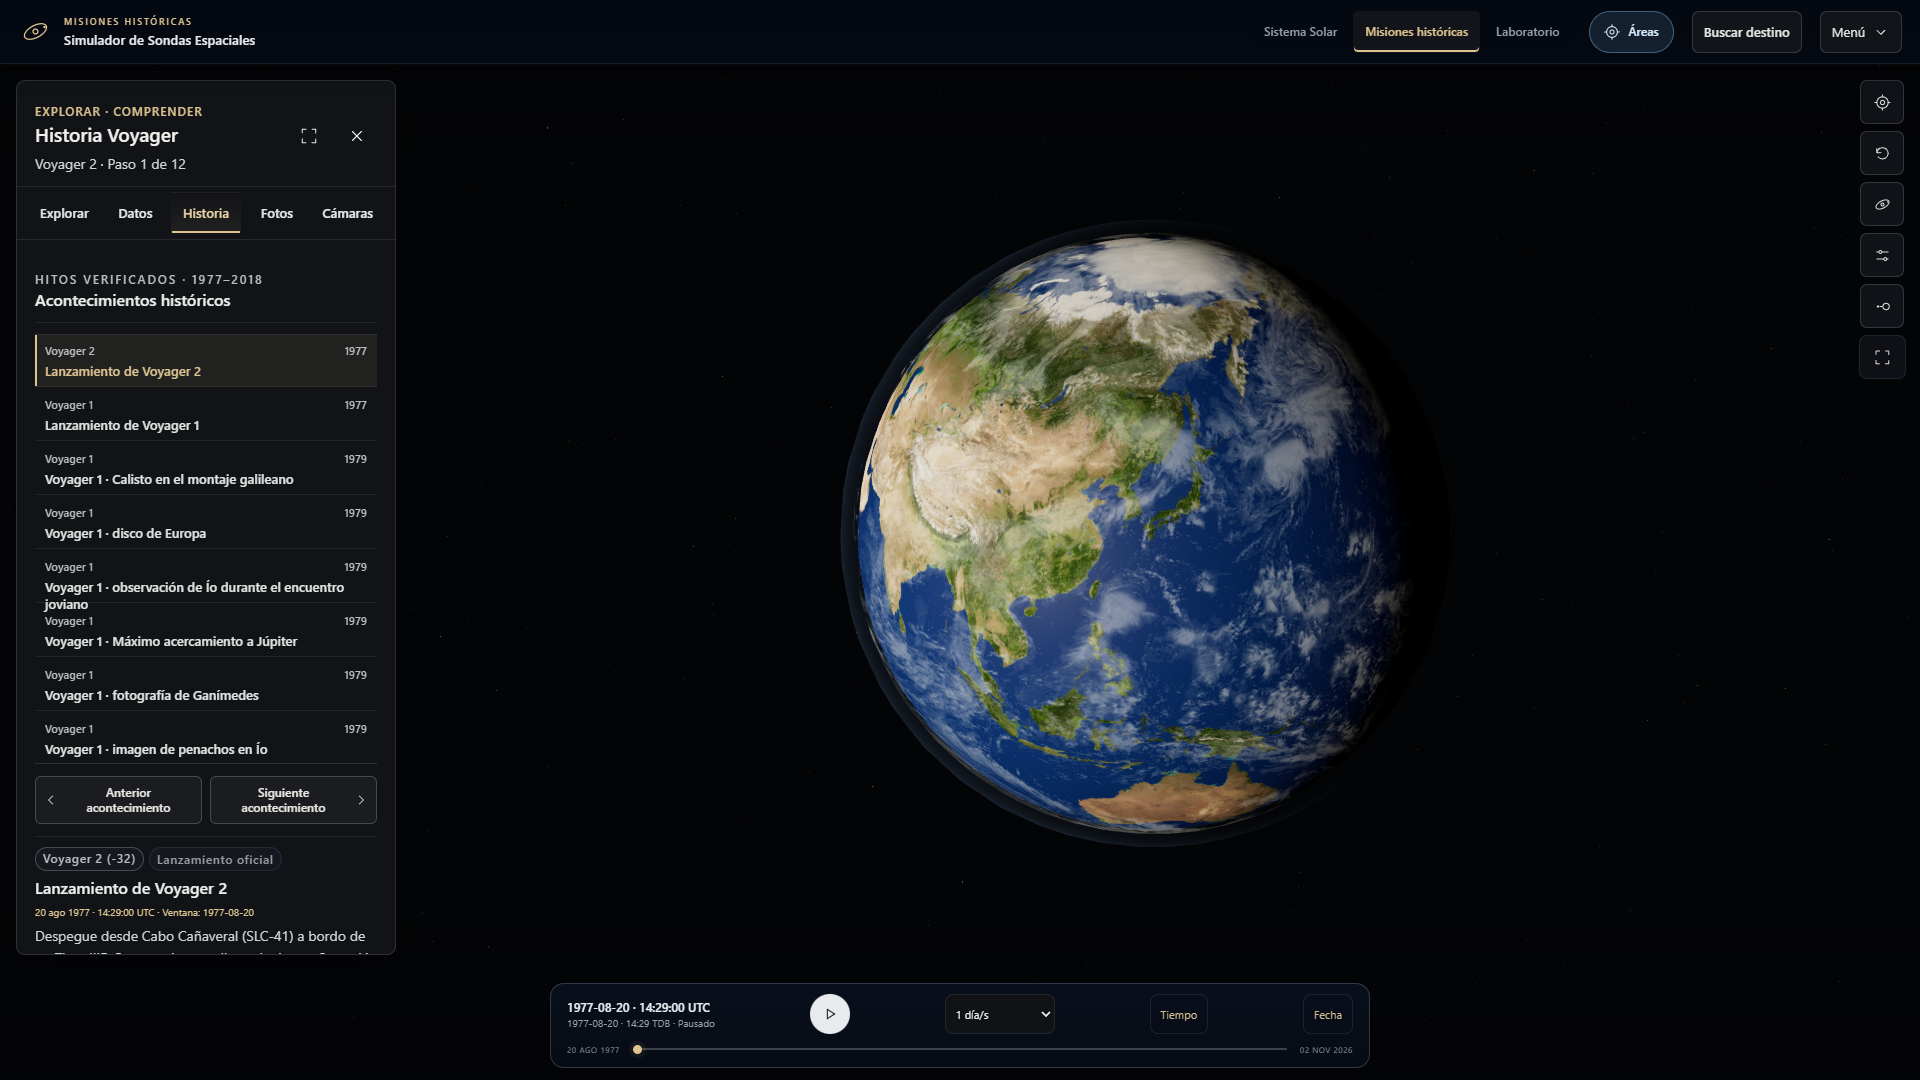 MISIONES HISTÓRICAS
Simulador de Sondas Espaciales
Sistema Solar
Misiones históricas
Laboratorio
Áreas
Buscar destino
Menú
EXPLORAR · COMPRENDER
Historia Voyager
Voyager 2 · Paso 1 de 12
Explorar
Datos
Historia
Fotos
Cámaras
HITOS VERIFICADOS · 1977–2018
Acontecimientos históricos
Voyager 2 1977
Lanzamiento de Voyager 2
Voyager 1 1977
Lanzamiento de Voyager 1
Voyager 1 1979
Voyager 1 · Calisto en el montaje galileano
Voyager 1 1979
Voyager 1 · disco de Europa
Voyager 1 1979
Voyager 1 · observación de Ío durante el encuentro
joviano
Voyager 1 1979
Voyager 1 · Máximo acercamiento a Júpiter
Voyager 1 1979
Voyager 1 · fotografía de Ganímedes
Voyager 1 1979
Voyager 1 · imagen de penachos en Ío
Anterior
acontecimiento
Siguiente
acontecimiento
Voyager 2 (-32)
Lanzamiento oficial
Lanzamiento de Voyager 2
20 ago 1977 · 14:29:00 UTC · Ventana: 1977-08-20
Despegue desde Cabo Cañaveral (SLC-41) a bordo de
1977-08-20 · 14:29:00 UTC
1977-08-20 · 14:29 TDB · Pausado
1 día/s
Tiempo
Fecha
20 AGO 1977
02 NOV 2026